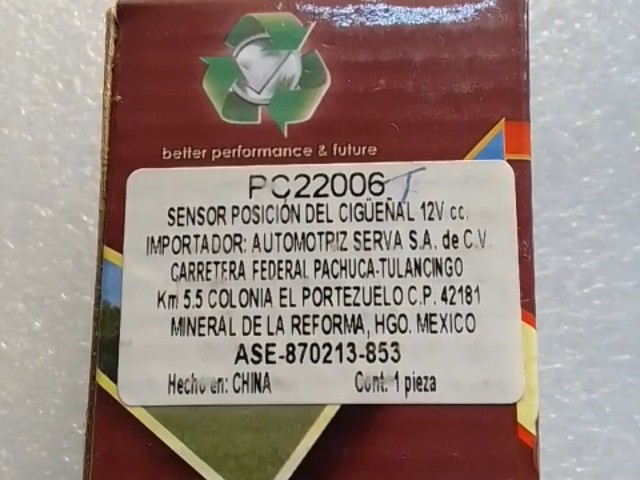 better performance & future
PC22006 T
SENSOR POSICIÓN DEL CIGÜEÑAL 12V cc.
IMPORTADOR: AUTOMOTRIZ SERVA S.A. de C.V.
CARRETERA FEDERAL PACHUCA-TULANCINGO
Km 5.5 COLONIA EL PORTEZUELO C.P. 42181
MINERAL DE LA REFORMA, HGO. MEXICO
ASE-870213-853
Hecho en: CHINA Cont. 1 pieza